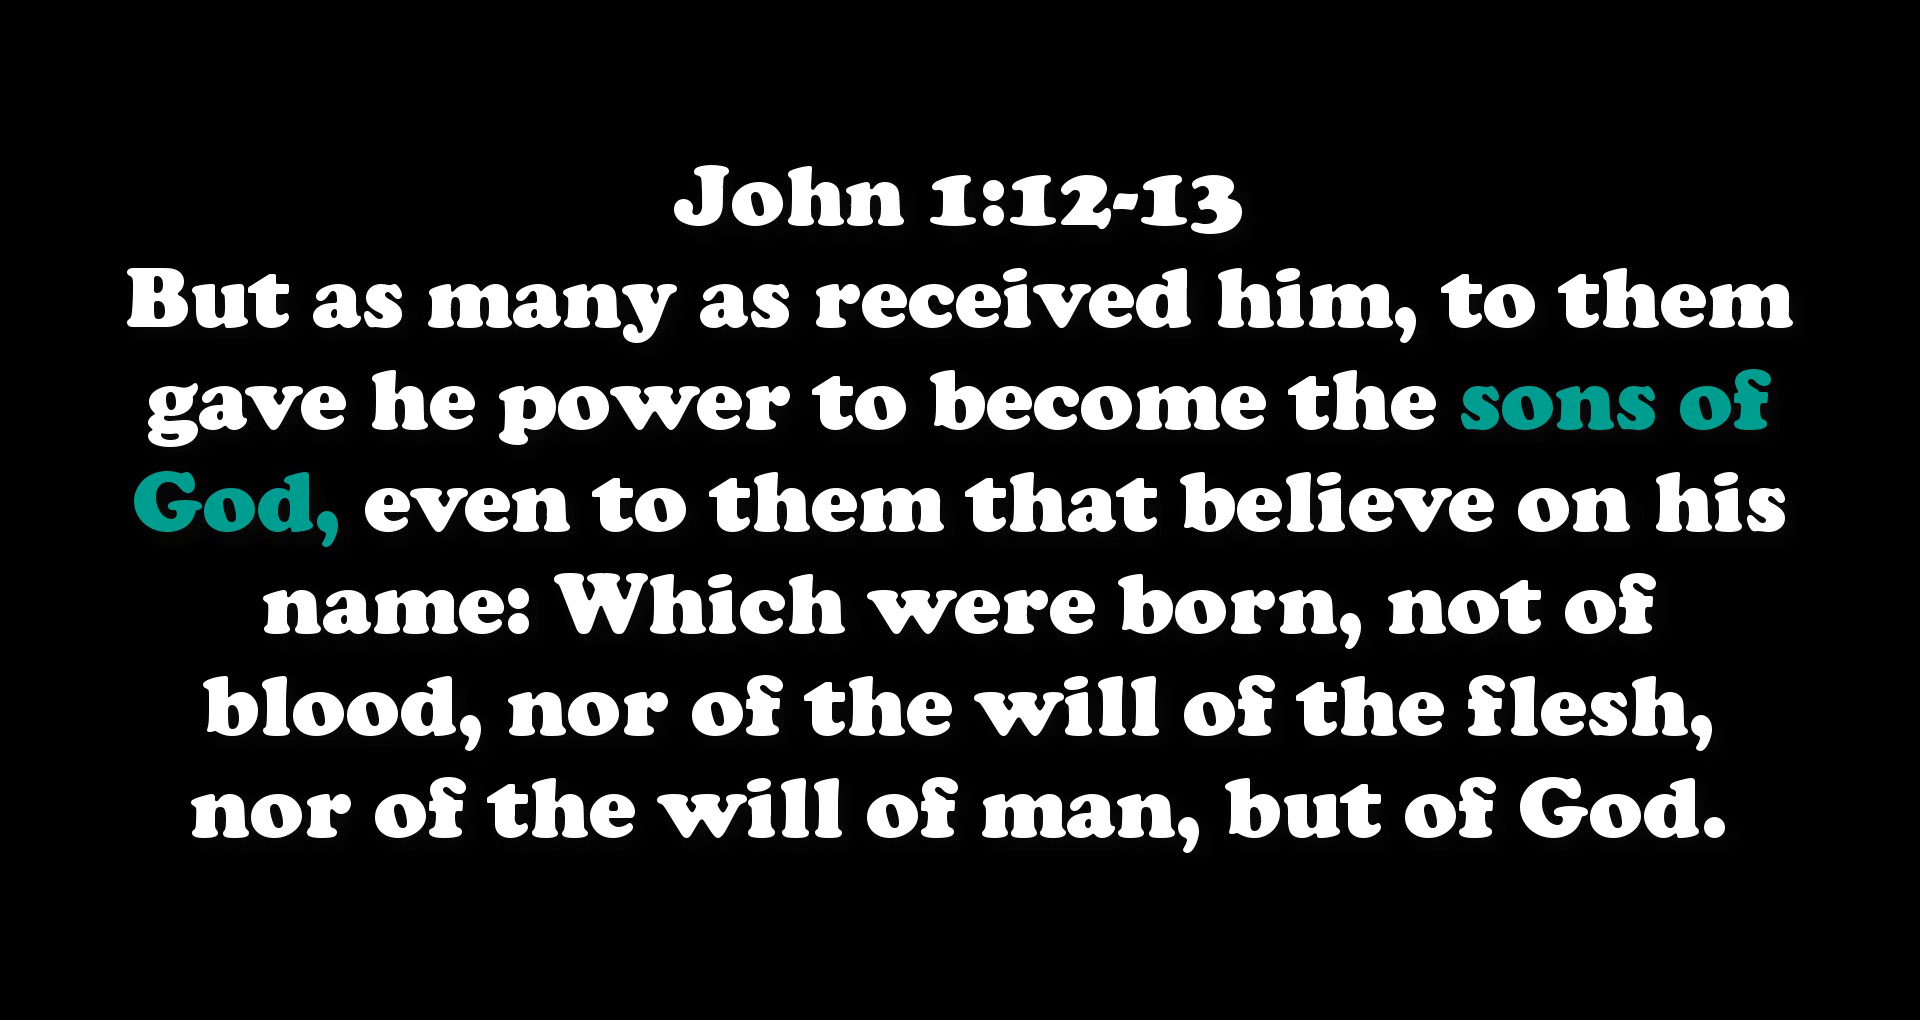 John 1:12-13
But as many as received him, to them
gave he power to become the sons of
God, even to them that believe on his
name: Which were born, not of
blood, nor of the will of the flesh,
nor of the will of man, but of God.